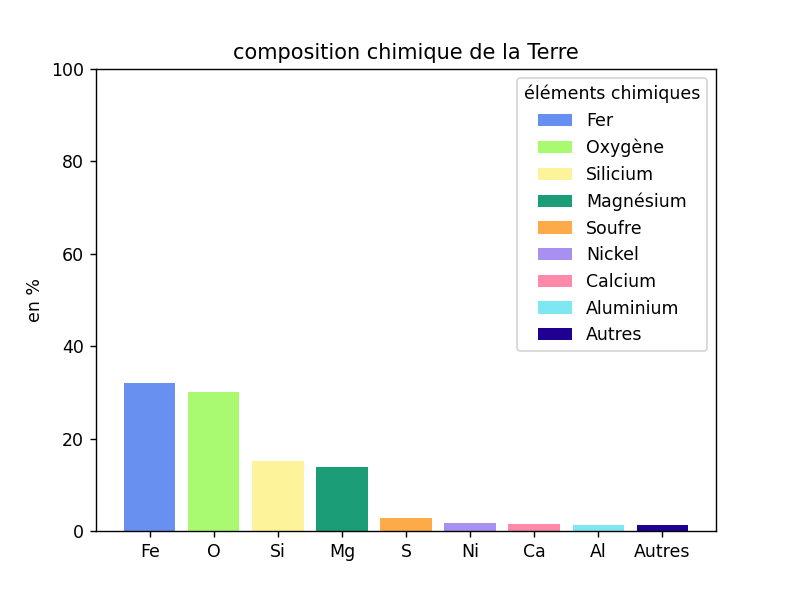 composition chimique de la Terre
100
80
60
40
20
0
en %
éléments chimiques
Fer
Oxygène
Silicium
Magnésium
Soufre
Nickel
Calcium
Aluminium
Autres
Fe O Si Mg S Ni Ca Al Autres